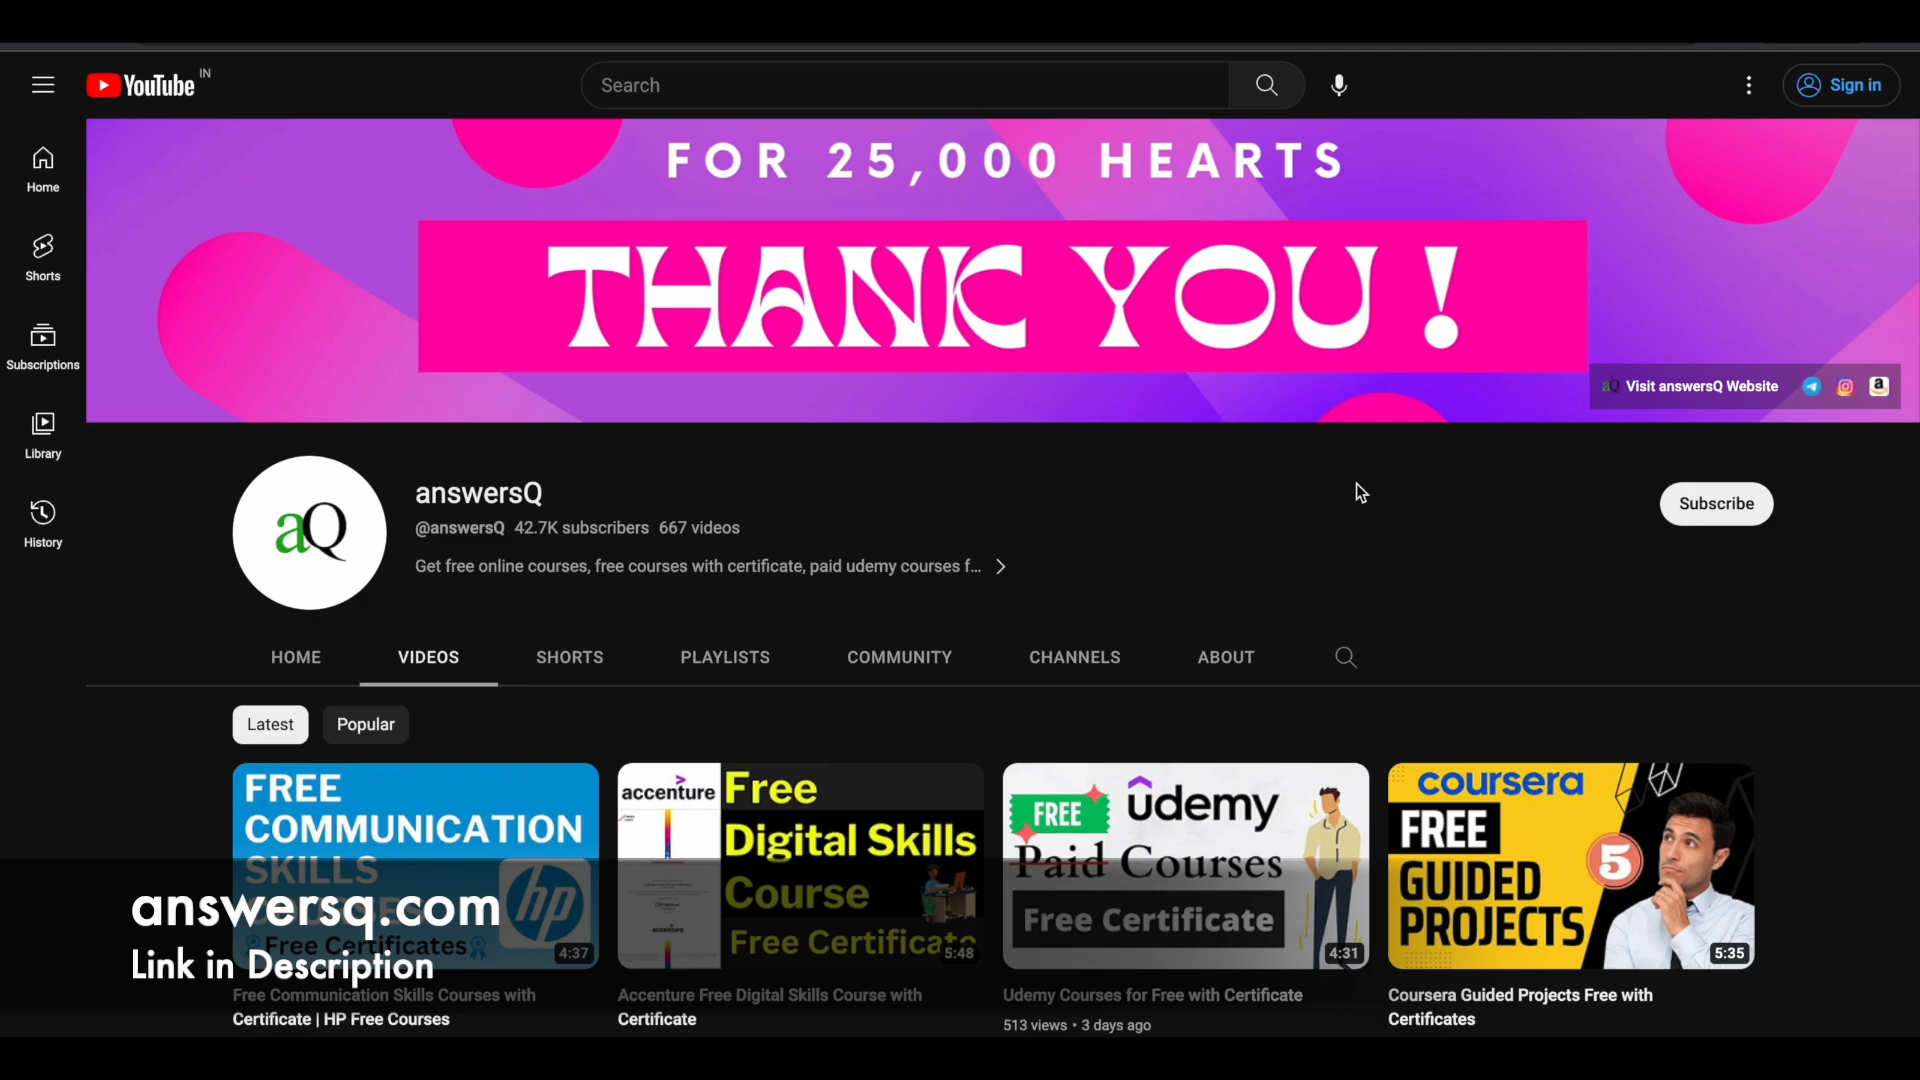 YouTube IN
Search
Sign in
Home
Shorts
Subscriptions
Library
History
FOR 25,000 HEARTS
THANK YOU !
aQ Visit answersQ Website
aQ
answersQ
@answersQ 42.7K subscribers 667 videos
Get free online courses, free courses with certificate, paid udemy courses f...
Subscribe
HOME VIDEOS SHORTS PLAYLISTS COMMUNITY CHANNELS ABOUT
Latest Popular
FREE
COMMUNICATION
SKILLS
hp
Free Certificates
4:37
accenture
Free
Digital Skills
Course
Free Certificate
accenture
5:48
FREE
udemy
Paid Courses
Free Certificate
4:31
coursera
FREE
GUIDED
PROJECTS
5
5:35
answersq.com
Link in Description
Free Communication Skills Courses with
Certificate | HP Free Courses
Accenture Free Digital Skills Course with
Certificate
Udemy Courses for Free with Certificate
513 views • 3 days ago
Coursera Guided Projects Free with
Certificates